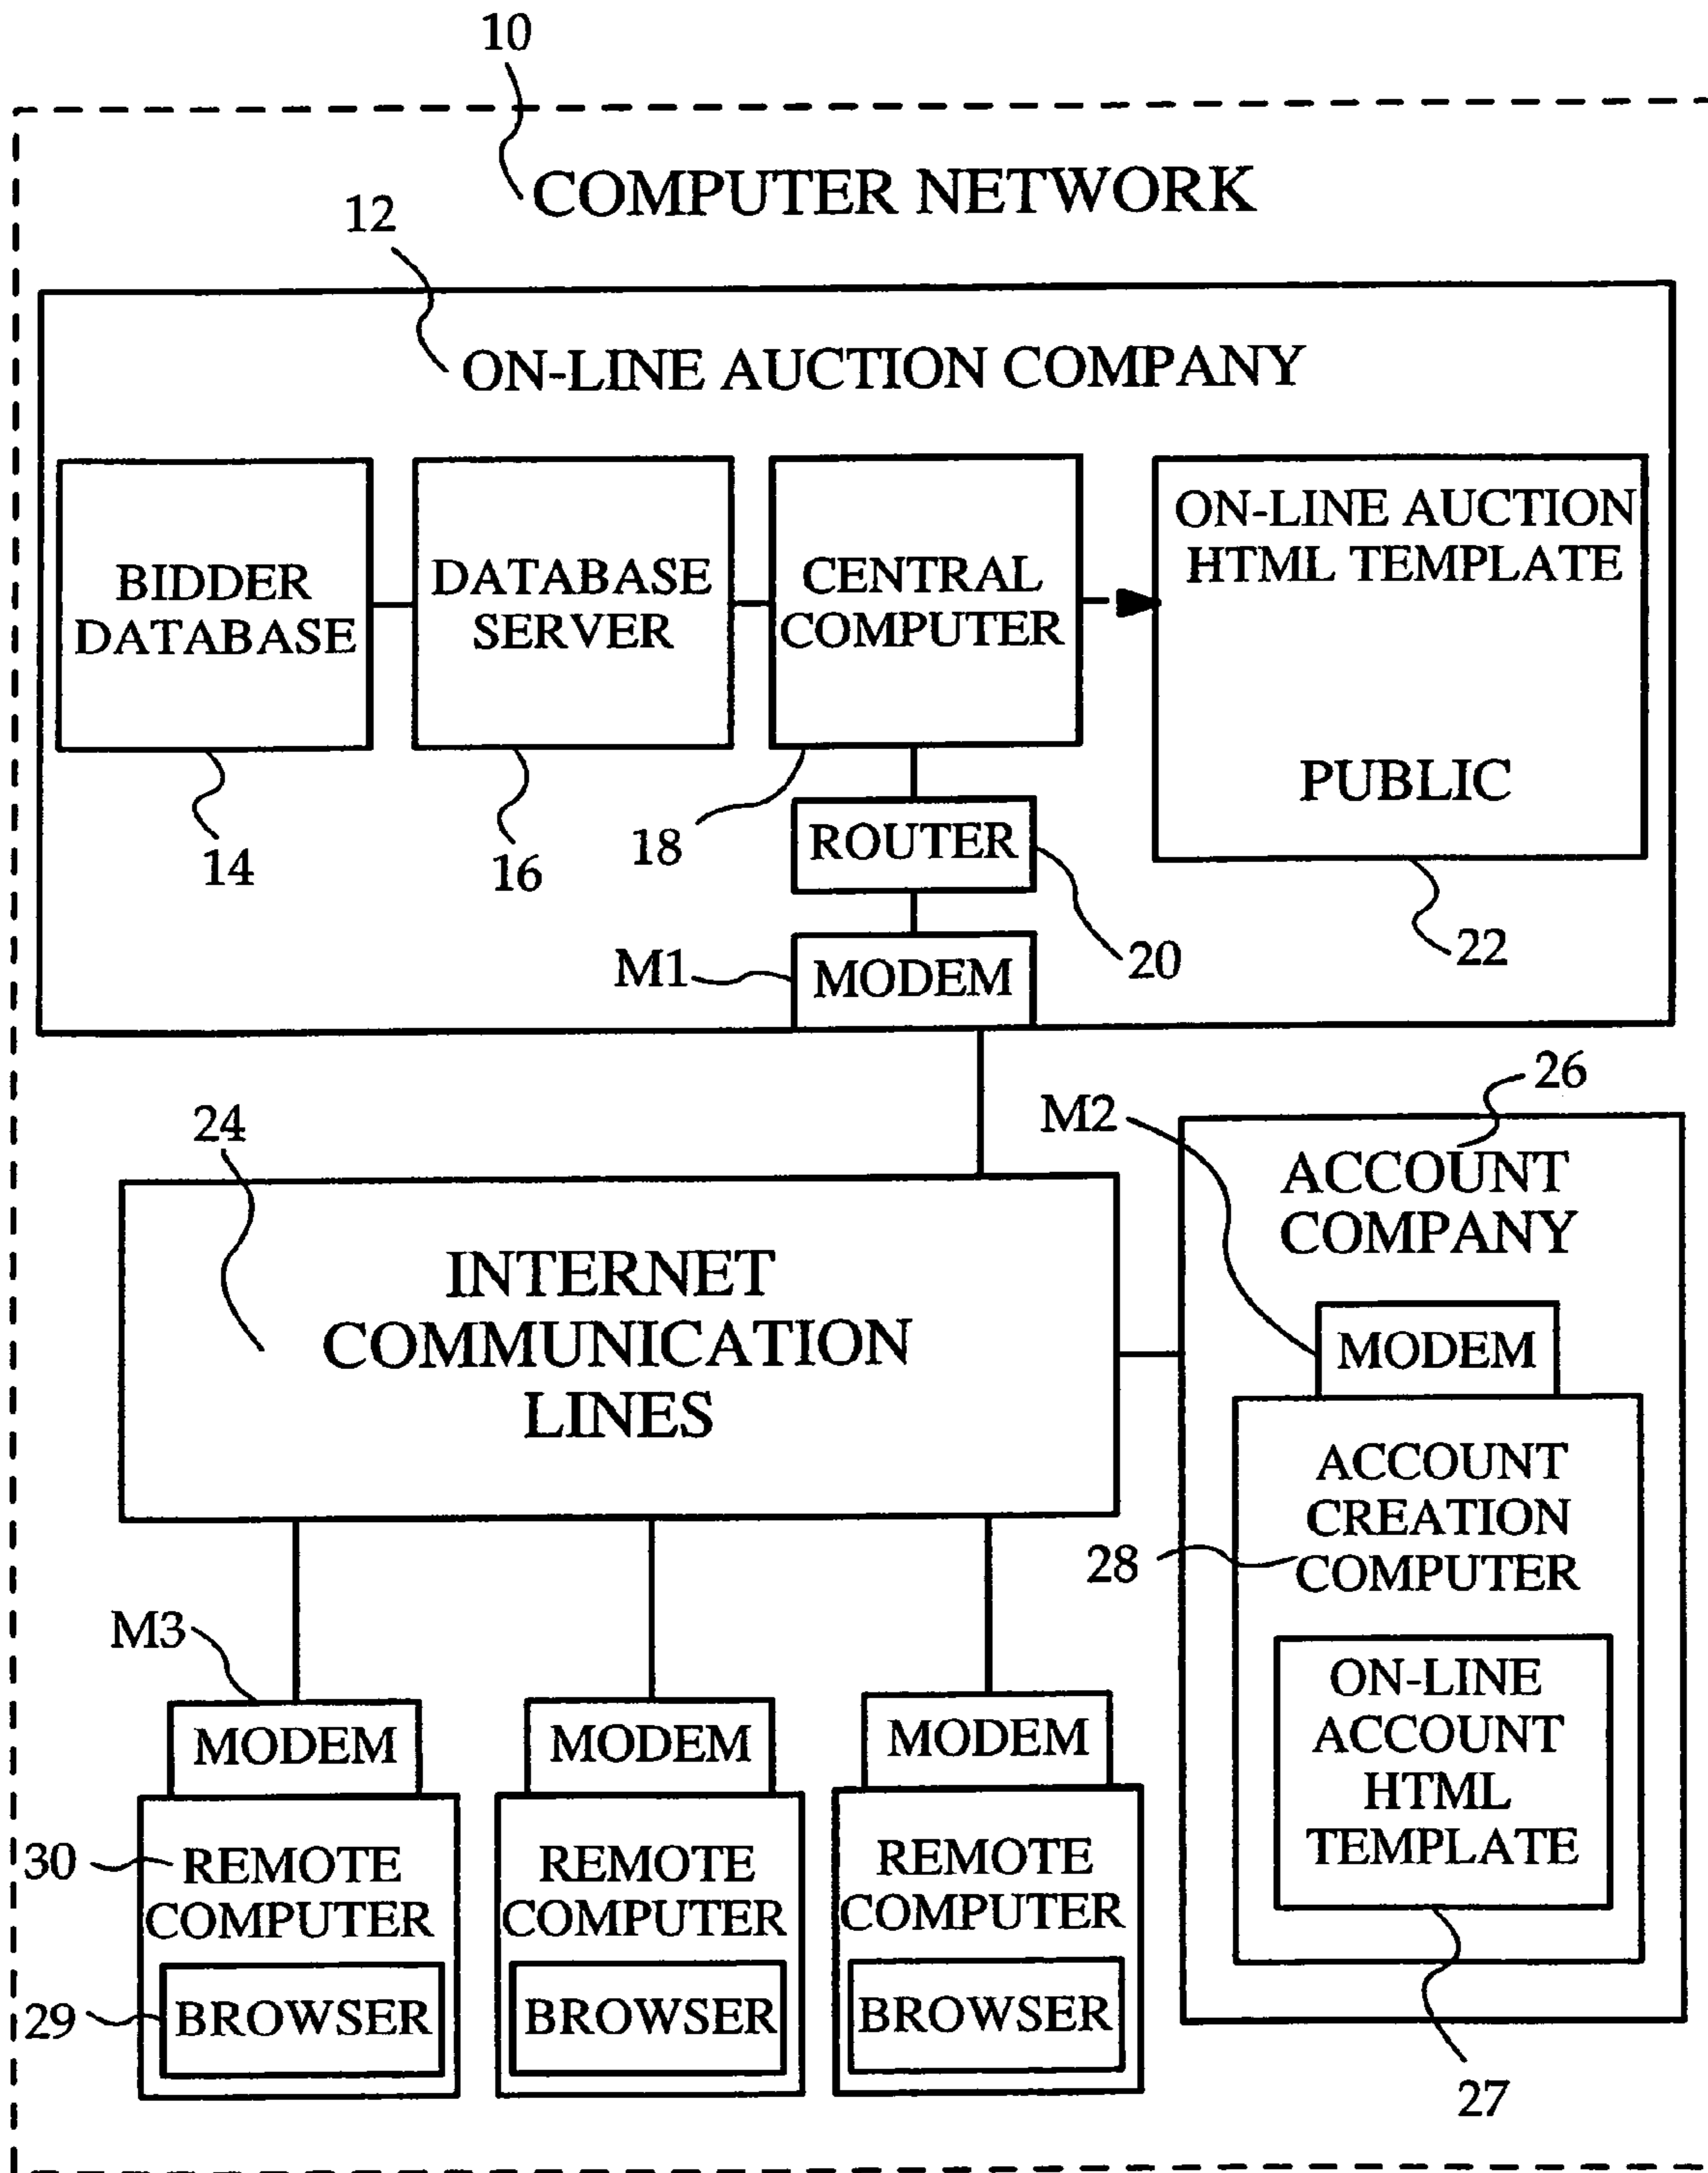 10
COMPUTER NETWORK
12
ON-LINE AUCTION COMPANY
BIDDER
DATABASE
DATABASE
SERVER
CENTRAL
COMPUTER
ON-LINE AUCTION
HTML TEMPLATE
PUBLIC
14
16
18
ROUTER
20
22
M1
MODEM
24
INTERNET
COMMUNICATION
LINES
M2
26
ACCOUNT
COMPANY
MODEM
ACCOUNT
CREATION
COMPUTER
28
ON-LINE
ACCOUNT
HTML
TEMPLATE
27
M3
MODEM
MODEM
MODEM
30
REMOTE
COMPUTER
REMOTE
COMPUTER
REMOTE
COMPUTER
29
BROWSER
BROWSER
BROWSER